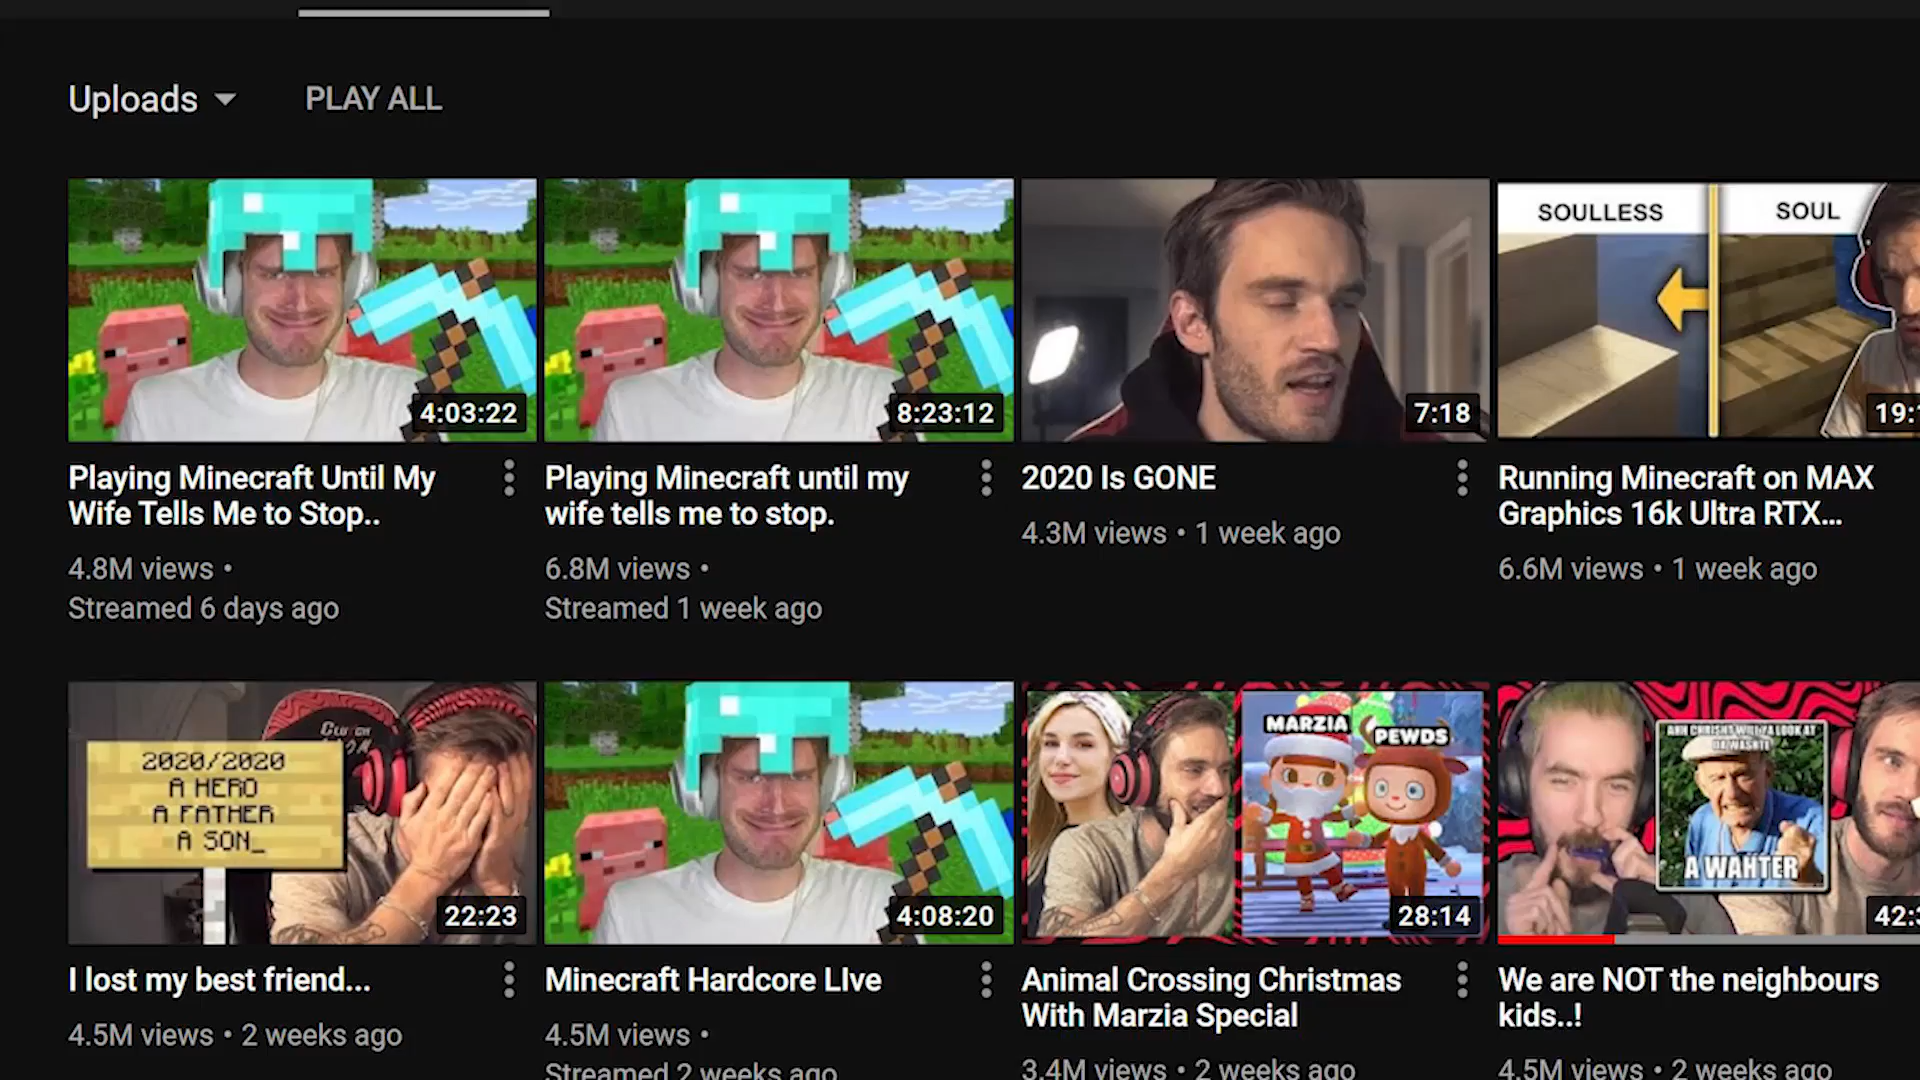 Uploads PLAY ALL
SOULLESS SOUL
4:03:22
8:23:12
7:18
Playing Minecraft Until My
Wife Tells Me to Stop..
4.8M views •
Streamed 6 days ago
Playing Minecraft until my
wife tells me to stop.
6.8M views •
Streamed 1 week ago
2020 Is GONE
4.3M views • 1 week ago
Running Minecraft on MAX
Graphics 16k Ultra RTX...
6.6M views • 1 week ago
2020/2020
A HERO
A FATHER
A SON_
22:23
4:08:20
MARZIA
PEWDS
28:14
A WAHTER
I lost my best friend...
4.5M views • 2 weeks ago
Minecraft Hardcore LIve
4.5M views •
Streamed 2 weeks ago
Animal Crossing Christmas
With Marzia Special
3.4M views • 2 weeks ago
We are NOT the neighbours
kids..!
4.5M views • 2 weeks ago